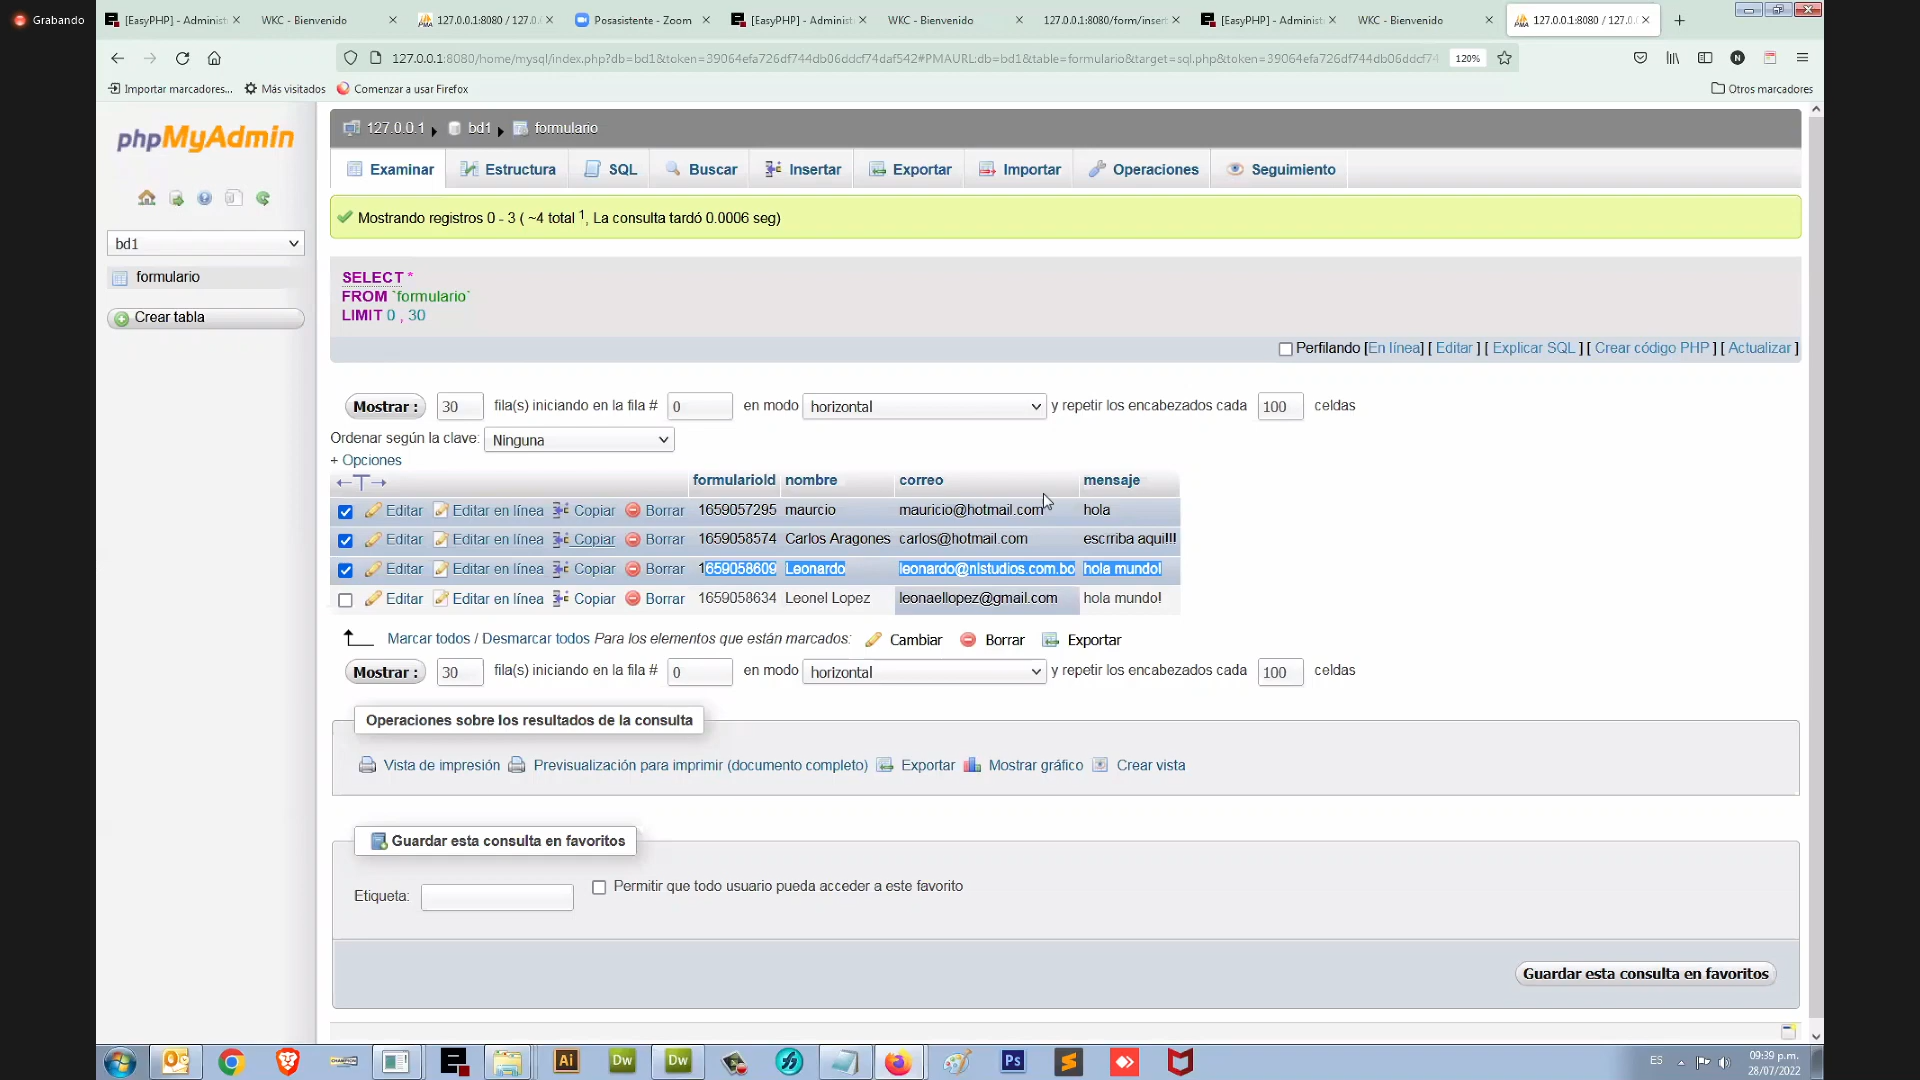 Grabando
[EasyPHP] - Administ
WKC - Bienvenido
127.0.0.1:8080 / 127.0.
Posasistente - Zoom
[EasyPHP] - Administ
WKC - Bienvenido
127.0.0.1:8080/form/insert
[EasyPHP] - Administ
WKC - Bienvenido
127.0.0.1:8080 / 127.0.
127.0.0.1:8080/home/mysql/index.php?db=bd1&token=39064efa726df744db06ddcf74daf542#PMAURL:db=bd1&table=formulario&target=sql.php&token=39064efa726df744db06ddcf74
120%
Importar marcadores...
Más visitados
Comenzar a usar Firefox
Otros marcadores
phpMyAdmin
bd1
formulario
Crear tabla
127.0.0.1
bd1
formulario
Examinar
Estructura
SQL
Buscar
Insertar
Exportar
Importar
Operaciones
Seguimiento
Mostrando registros 0 - 3 ( ~4 total 1, La consulta tardó 0.0006 seg)
SELECT *
FROM `formulario`
LIMIT 0 , 30
Perfilando [En línea] [ Editar ] [ Explicar SQL ] [ Crear código PHP ] [ Actualizar ]
Mostrar : 30 fila(s) iniciando en la fila # 0 en modo horizontal y repetir los encabezados cada 100 celdas
Ordenar según la clave: Ninguna
+ Opciones
←T→ formularioId nombre correo mensaje
Editar Editar en línea Copiar Borrar 1659057295 maurcio mauricio@hotmail.com hola
Editar Editar en línea Copiar Borrar 1659058574 Carlos Aragones carlos@hotmail.com escrriba aqui!!!
Editar Editar en línea Copiar Borrar 1659058609 Leonardo leonardo@nlstudios.com.bo hola mundo!
Editar Editar en línea Copiar Borrar 1659058634 Leonel Lopez leonaellopez@gmail.com hola mundo!
Marcar todos / Desmarcar todos Para los elementos que están marcados: Cambiar Borrar Exportar
Mostrar : 30 fila(s) iniciando en la fila # 0 en modo horizontal y repetir los encabezados cada 100 celdas
Operaciones sobre los resultados de la consulta
Vista de impresión Previsualización para imprimir (documento completo) Exportar Mostrar gráfico Crear vista
Guardar esta consulta en favoritos
Etiqueta:
Permitir que todo usuario pueda acceder a este favorito
Guardar esta consulta en favoritos
Ai
Dw
Dw
Ps
ES
09:39 p.m.
28/07/2022